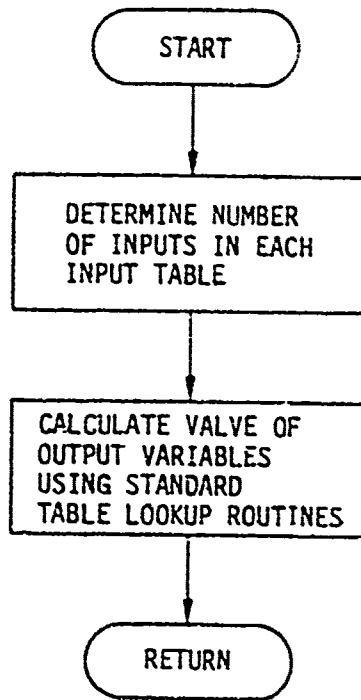 START
DETERMINE NUMBER
OF INPUTS IN EACH
INPUT TABLE
CALCULATE VALVE OF
OUTPUT VARIABLES
USING STANDARD
TABLE LOOKUP ROUTINES
RETURN